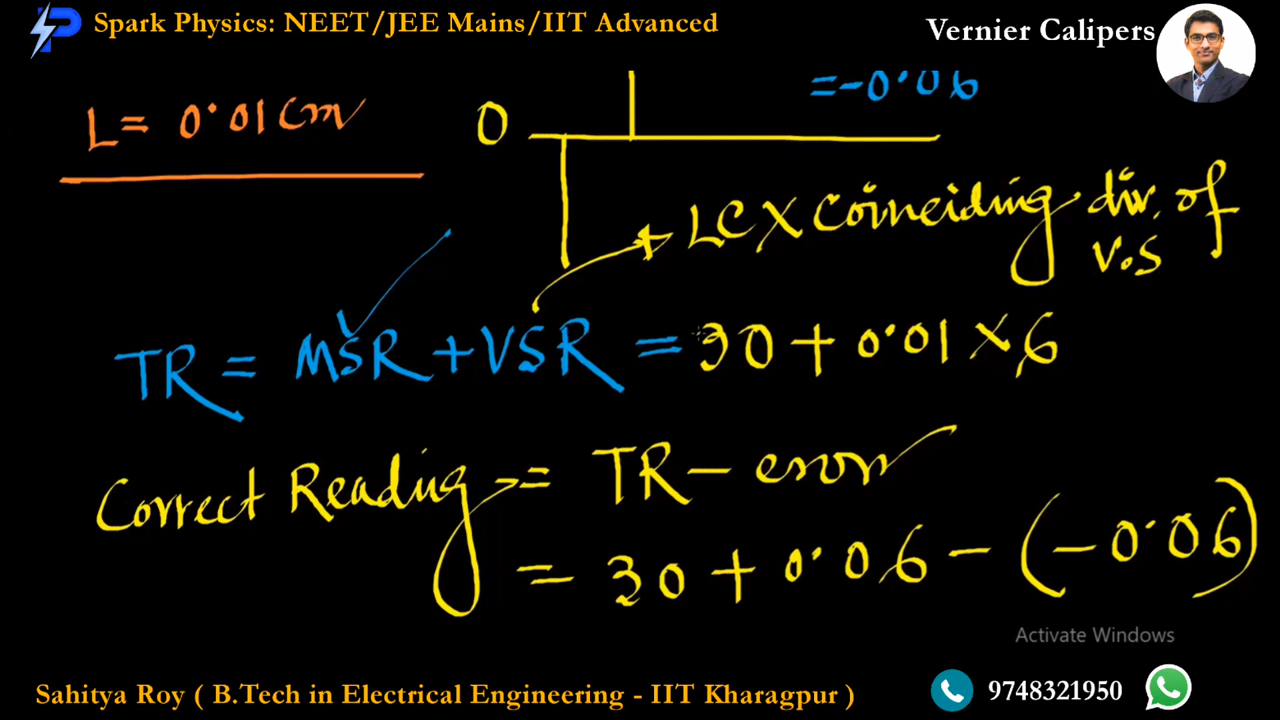 Spark Physics: NEET/JEE Mains/IIT Advanced
Vernier Calipers
=-0.06
L= 0.01cm
0
LC X Coinciding div. of
V.S
TR = MSR + VSR = 30 + 0.01 × 6
Correct Reading = TR - error
= 30 + 0.06 - (-0.06)
Activate Windows
Sahitya Roy ( B.Tech in Electrical Engineering - IIT Kharagpur )
9748321950